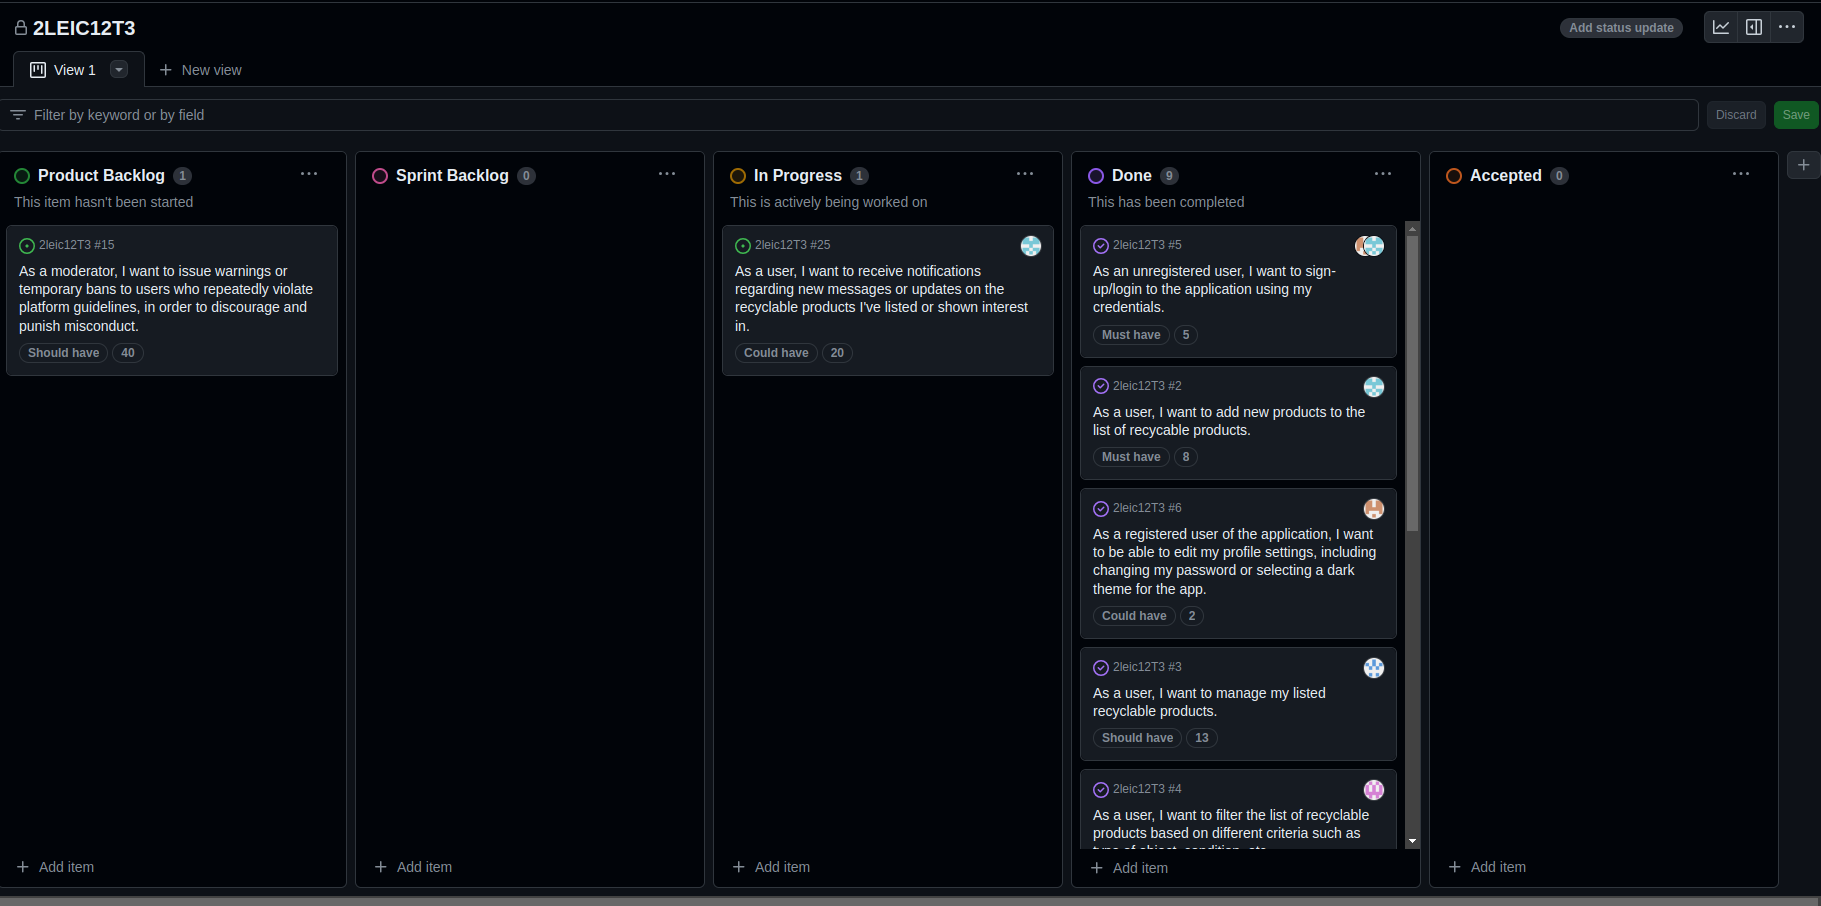 2LEIC12T3
Add status update
View 1
New view
Filter by keyword or by field
Discard
Save
Product Backlog 1
This item hasn't been started
2leic12T3 #15
As a moderator, I want to issue warnings or
temporary bans to users who repeatedly violate
platform guidelines, in order to discourage and
punish misconduct.
Should have 40
Add item
Sprint Backlog 0
Add item
In Progress 1
This is actively being worked on
2leic12T3 #25
As a user, I want to receive notifications
regarding new messages or updates on the
recyclable products I've listed or shown interest
in.
Could have 20
Add item
Done 9
This has been completed
2leic12T3 #5
As an unregistered user, I want to sign-
up/login to the application using my
credentials.
Must have 5
2leic12T3 #2
As a user, I want to add new products to the
list of recycable products.
Must have 8
2leic12T3 #6
As a registered user of the application, I want
to be able to edit my profile settings, including
changing my password or selecting a dark
theme for the app.
Could have 2
2leic12T3 #3
As a user, I want to manage my listed
recyclable products.
Should have 13
2leic12T3 #4
As a user, I want to filter the list of recyclable
products based on different criteria such as
type of object, condition, etc.
Add item
Accepted 0
Add item